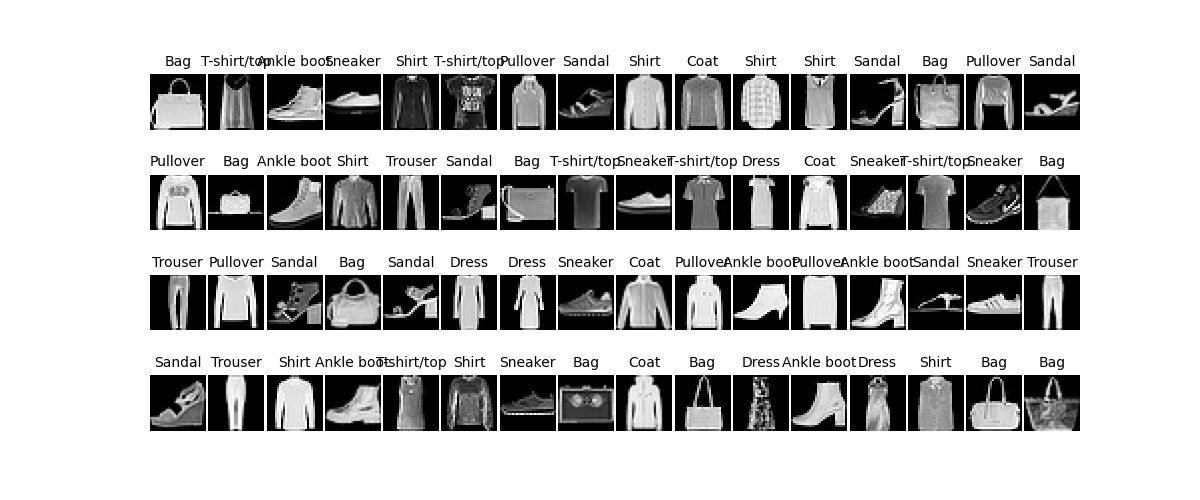 Bag T-shirt/top Ankle boot Sneaker Shirt T-shirt/top Pullover Sandal Shirt Coat Shirt Shirt Sandal Bag Pullover Sandal
Pullover Bag Ankle boot Shirt Trouser Sandal Bag T-shirt/top Sneaker T-shirt/top Dress Coat Sneaker T-shirt/top Sneaker Bag
Trouser Pullover Sandal Bag Sandal Dress Dress Sneaker Coat Pullover Ankle boot Pullover Ankle boot Sandal Sneaker Trouser
Sandal Trouser Shirt Ankle boot T-shirt/top Shirt Sneaker Bag Coat Bag Dress Ankle boot Dress Shirt Bag Bag